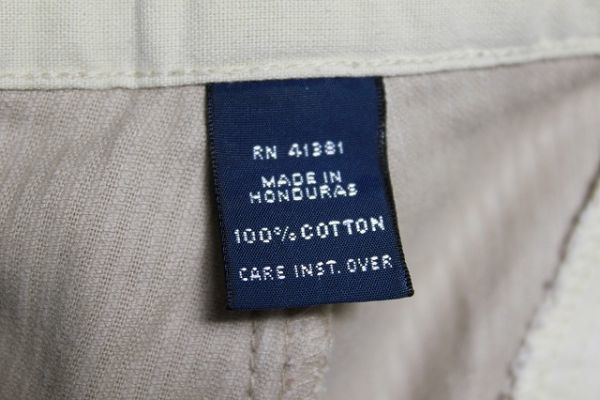 RN 41381
MADE IN
HONDURAS
100% COTTON
CARE INST. OVER